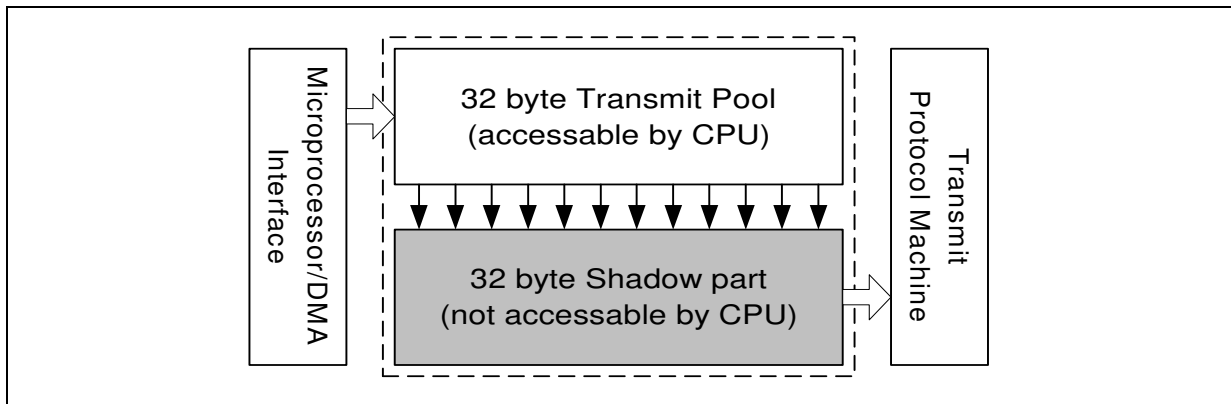 Microprocessor/DMA
Interface
32 byte Transmit Pool
(accessable by CPU)
32 byte Shadow part
(not accessable by CPU)
Transmit
Protocol Machine